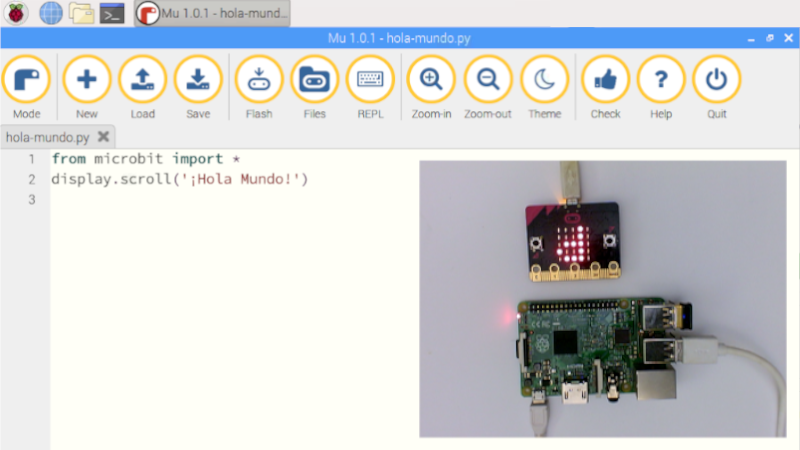 Mu 1.0.1 - hola-mund...
Mu 1.0.1 - hola-mundo.py
Mode New Load Save Flash Files REPL Zoom-in Zoom-out Theme Check Help Quit
hola-mundo.py
1 from microbit import *
2 display.scroll('¡Hola Mundo!')
3